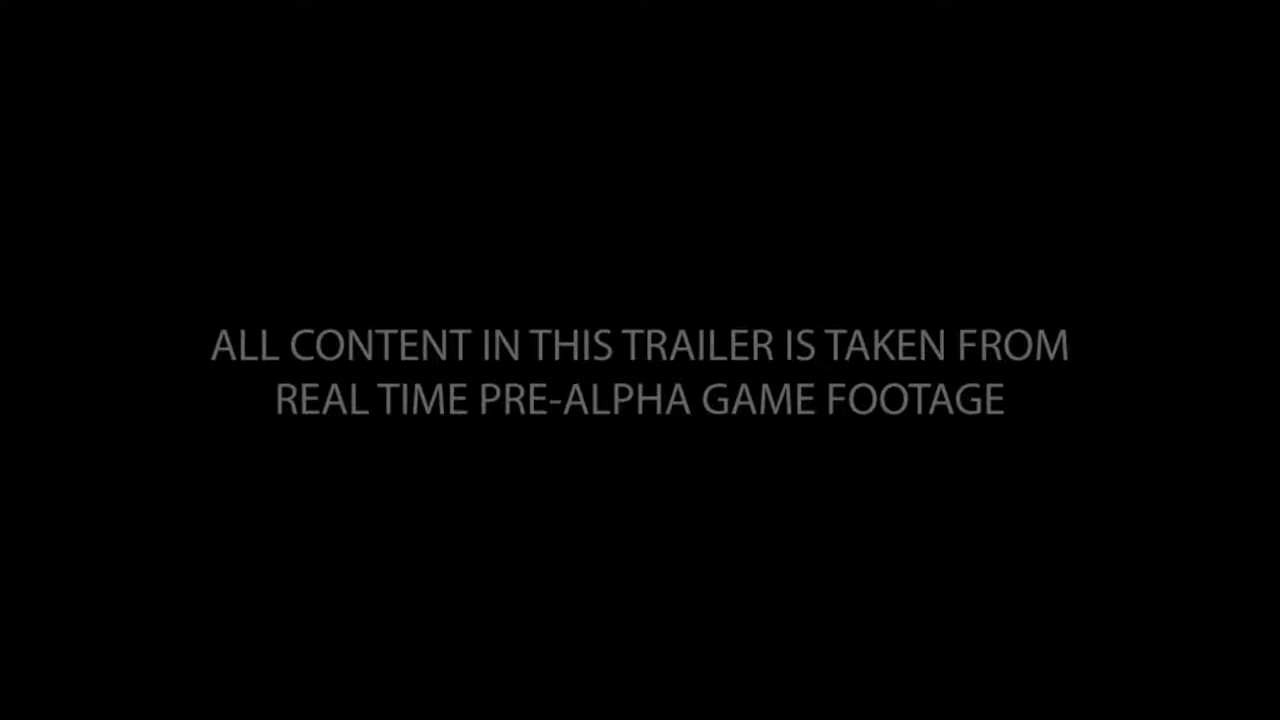 ALL CONTENT IN THIS TRAILER IS TAKEN FROM
REAL TIME PRE-ALPHA GAME FOOTAGE